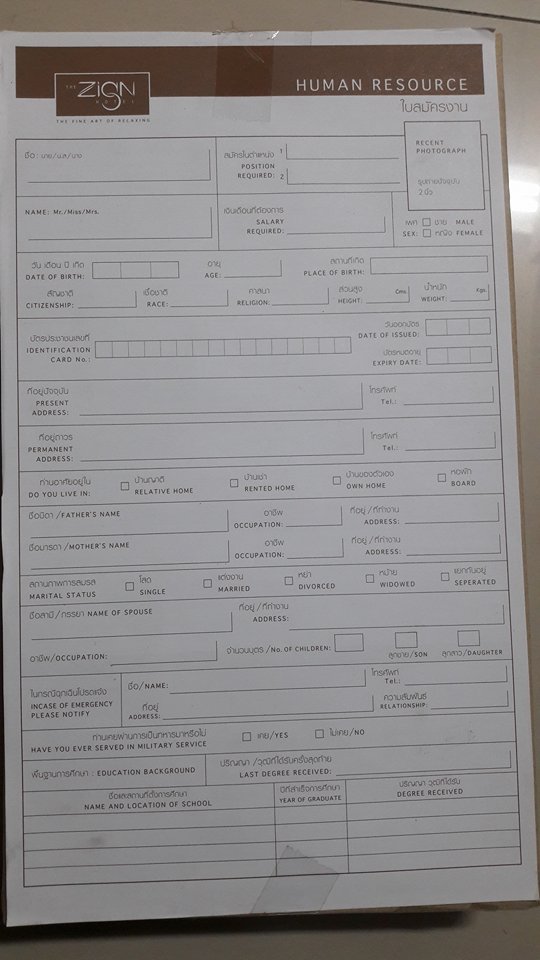 THE ZIGN HOTEL
THE FINE ART OF RELAXING
HUMAN RESOURCE
ใบสมัครงาน
RECENT PHOTOGRAPH
รูปถ่ายปัจจุบัน
2 นิ้ว
ชื่อ: นาย/น.ส./นาง
สมัครในตำแหน่ง 1
POSITION
REQUIRED: 2
NAME: Mr./Miss/Mrs.
เงินเดือนที่ต้องการ
SALARY
REQUIRED:
เพศ ชาย MALE
SEX: หญิง FEMALE
วัน เดือน ปี เกิด อายุ สถานที่เกิด
DATE OF BIRTH: AGE: PLACE OF BIRTH:
สัญชาติ เชื้อชาติ ศาสนา ส่วนสูง Cms น้ำหนัก Kgs.
CITIZENSHIP: RACE: RELIGION: HEIGHT: WEIGHT:
บัตรประชาชนเลขที่
IDENTIFICATION
CARD No.:
วันออกบัตร
DATE OF ISSUED:
บัตรหมดอายุ
EXPIRY DATE:
ที่อยู่ปัจจุบัน โทรศัพท์
PRESENT Tel.:
ADDRESS:
ที่อยู่ถาวร โทรศัพท์
PERMANENT Tel.:
ADDRESS:
ท่านอาศัยอยู่ใน บ้านญาติ บ้านเช่า บ้านของตัวเอง หอพัก
DO YOU LIVE IN: RELATIVE HOME RENTED HOME OWN HOME BOARD
ชื่อบิดา /FATHER'S NAME อาชีพ ที่อยู่ /ที่ทำงาน
OCCUPATION: ADDRESS:
ชื่อมารดา /MOTHER'S NAME อาชีพ ที่อยู่ /ที่ทำงาน
OCCUPATION: ADDRESS:
สถานภาพการสมรส โสด แต่งงาน หย่า หม้าย แยกกันอยู่
MARITAL STATUS SINGLE MARRIED DIVORCED WIDOWED SEPERATED
ชื่อสามี /ภรรยา NAME OF SPOUSE ที่อยู่ /ที่ทำงาน
ADDRESS:
อาชีพ/OCCUPATION: จำนวนบุตร /No. OF CHILDREN: ลูกชาย/SON ลูกสาว/DAUGHTER
ในกรณีฉุกเฉินโปรดแจ้ง
INCASE OF EMERGENCY
PLEASE NOTIFY
ชื่อ/NAME: โทรศัพท์
Tel.:
ที่อยู่ ความสัมพันธ์
ADDRESS: RELATIONSHIP:
ท่านเคยผ่านการเป็นทหารมาหรือไม่ เคย/YES ไม่เคย/NO
HAVE YOU EVER SERVED IN MILITARY SERVICE
พื้นฐานการศึกษา : EDUCATION BACKGROUND
ปริญญา /วุฒิที่ได้รับครั้งสุดท้าย
LAST DEGREE RECEIVED:
ชื่อและสถานที่ตั้งการศึกษา ปีที่สำเร็จการศึกษา ปริญญา วุฒิที่ได้รับ
NAME AND LOCATION OF SCHOOL YEAR OF GRADUATE DEGREE RECEIVED